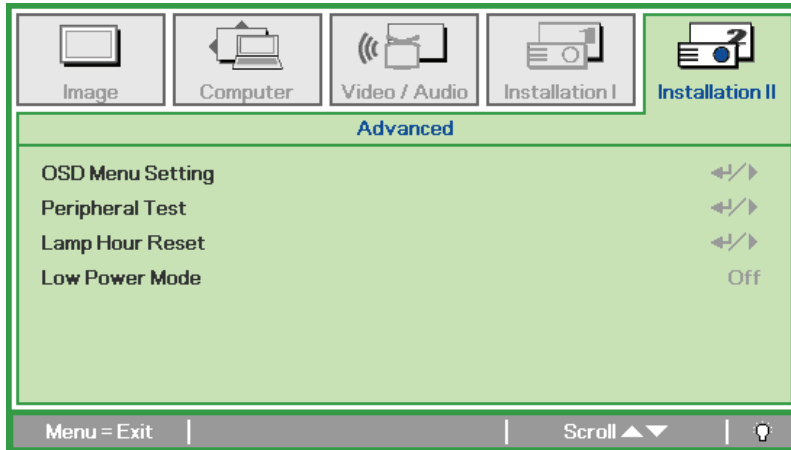 Image Computer Video / Audio Installation I Installation II
Advanced
OSD Menu Setting
Peripheral Test
Lamp Hour Reset
Low Power Mode Off
Menu = Exit Scroll